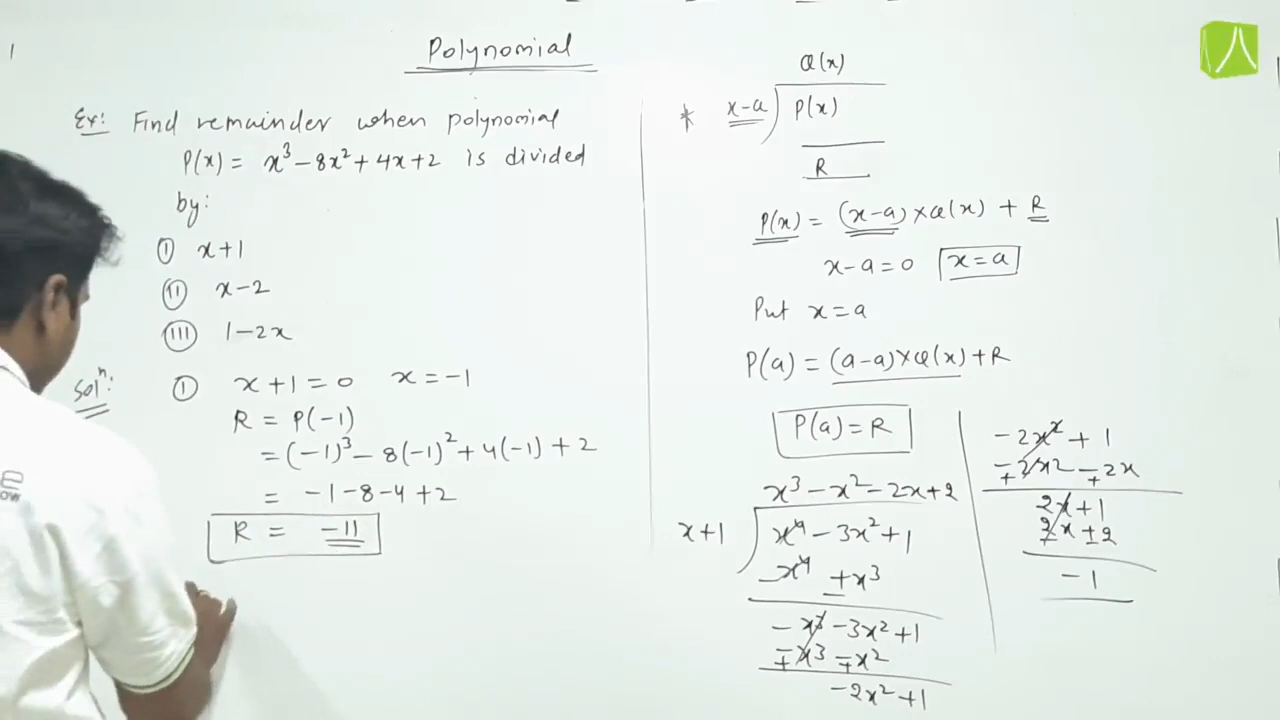 Polynomial
Ex: Find remainder when polynomial
P(x) = x³ - 8x² + 4x + 2 is divided
by:
(I) x+1
(II) x-2
(III) 1-2x
Solⁿ: (I) x+1=0 x=-1
R = P(-1)
= (-1)³ - 8(-1)² + 4(-1) + 2
= -1-8-4+2
R = -11
Q(x)
* x-a ) P(x)
R
P(x) = (x-a)×Q(x) + R
x-a=0 x=a
Put x=a
P(a) = (a-a)×Q(x)+R
P(a) = R
x³ - x² - 2x + 2
x+1 ) x⁴ - 3x² + 1
-x⁴ + x³
-
- x³ - 3x² + 1
∓x³ ∓x²
-2x² + 1
-2x² + 1
-2x² - 2x
+ +
2x+1
2x±2
-
-1